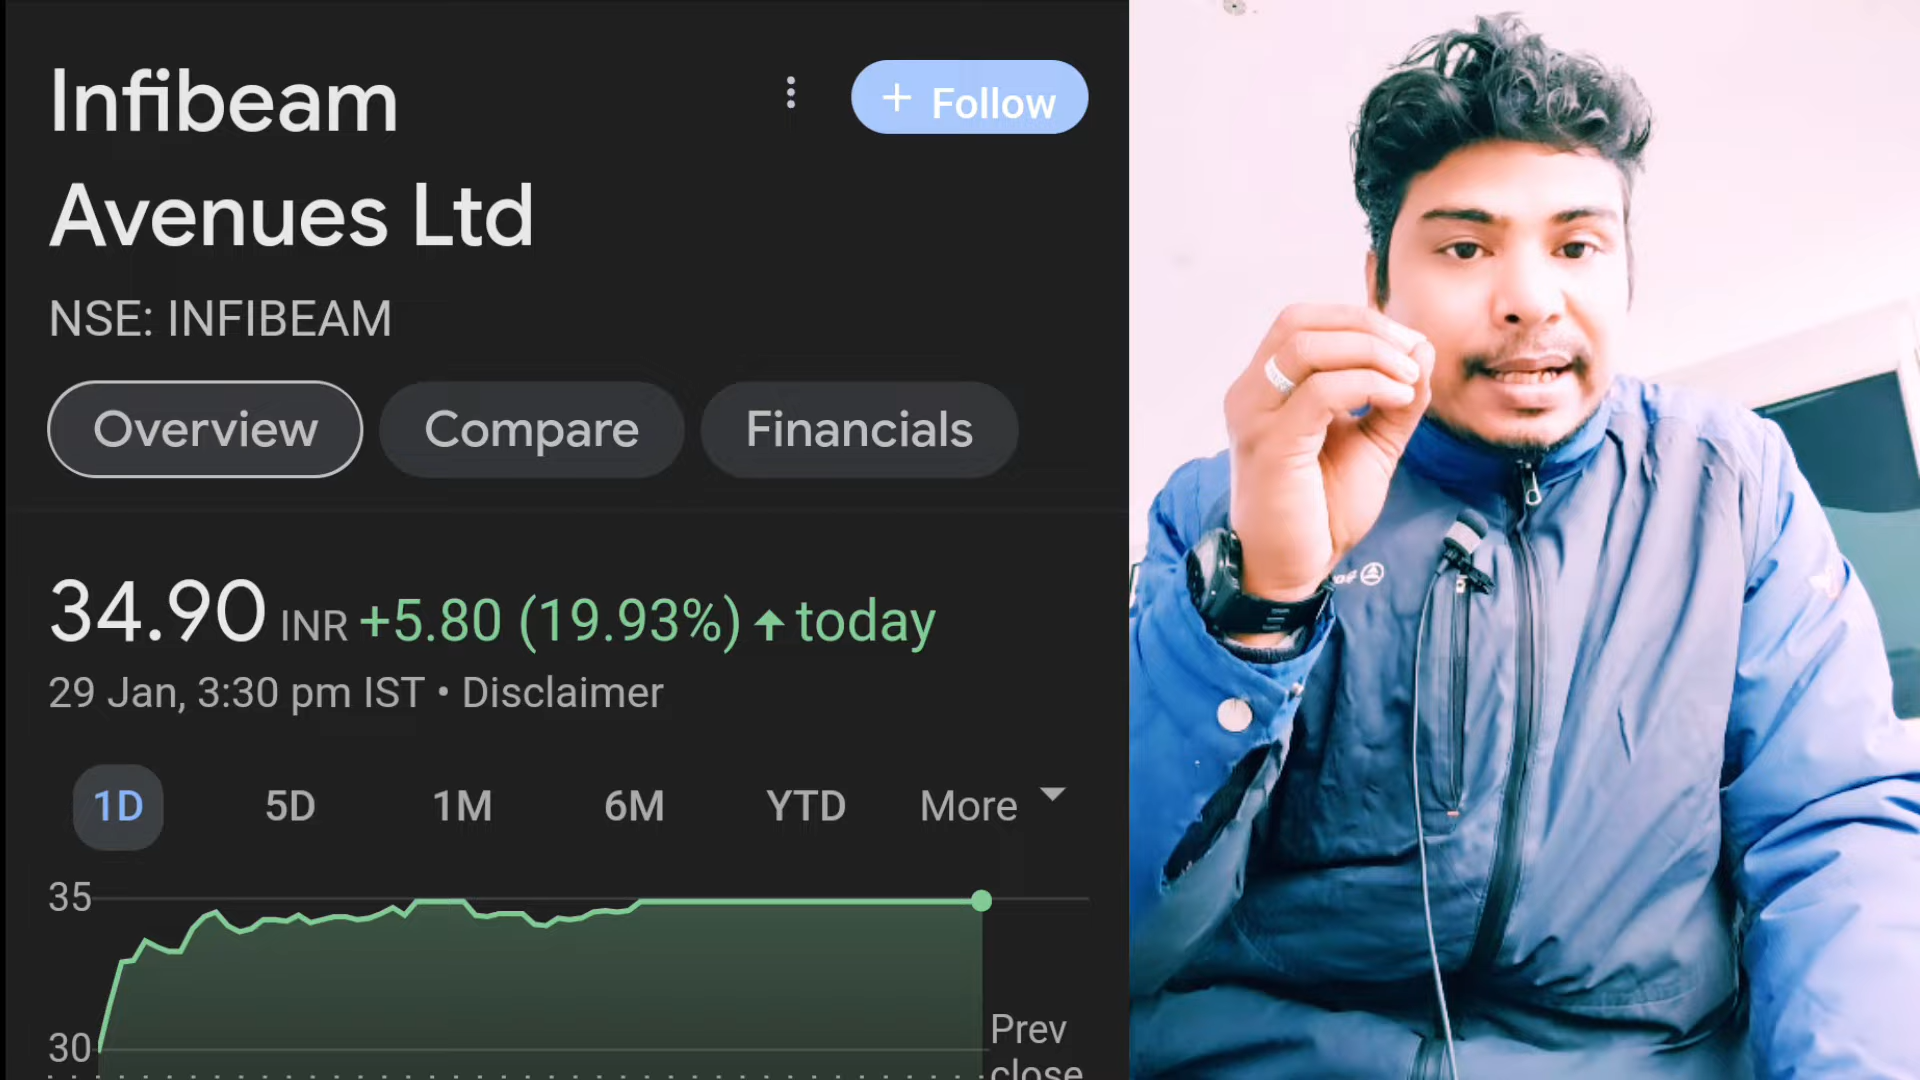 Infibeam
Avenues Ltd
+ Follow
NSE: INFIBEAM
Overview Compare Financials
34.90 INR +5.80 (19.93%) ↑ today
29 Jan, 3:30 pm IST • Disclaimer
1D 5D 1M 6M YTD More
35
30
Prev
close